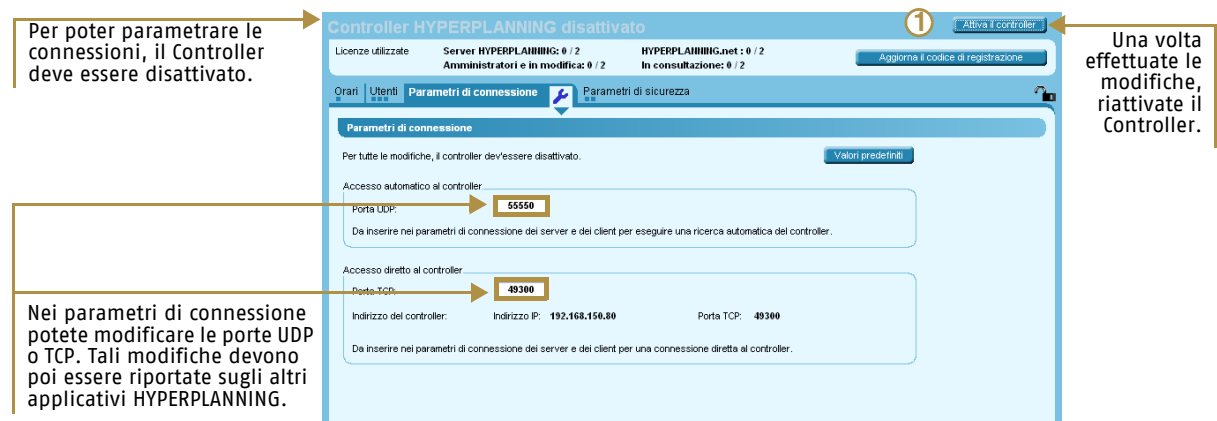 Per poter parametrare le
connessioni, il Controller
deve essere disattivato.
Controller HYPERPLANNING disattivato
1
Attiva il controller
Licenze utilizzate
Server HYPERPLANNING: 0 / 2
HYPERPLANNING.net : 0 / 2
Amministratori e in modifica: 0 / 2
In consultazione: 0 / 2
Aggiorna il codice di registrazione
Una volta
effettuate le
modifiche,
riattivate il
Controller.
Orari
Utenti
Parametri di connessione
Parametri di sicurezza
Parametri di connessione
Per tutte le modifiche, il controller dev'essere disattivato.
Valori predefiniti
Accesso automatico al controller
Porta UDP:
55550
Da inserire nei parametri di connessione dei server e dei client per eseguire una ricerca automatica del controller.
Accesso diretto al controller
Porta TCP:
49300
Indirizzo del controller:
Indirizzo IP: 192.168.150.80
Porta TCP: 49300
Da inserire nei parametri di connessione dei server e dei client per una connessione diretta al controller.
Nei parametri di connessione
potete modificare le porte UDP
o TCP. Tali modifiche devono
poi essere riportate sugli altri
applicativi HYPERPLANNING.